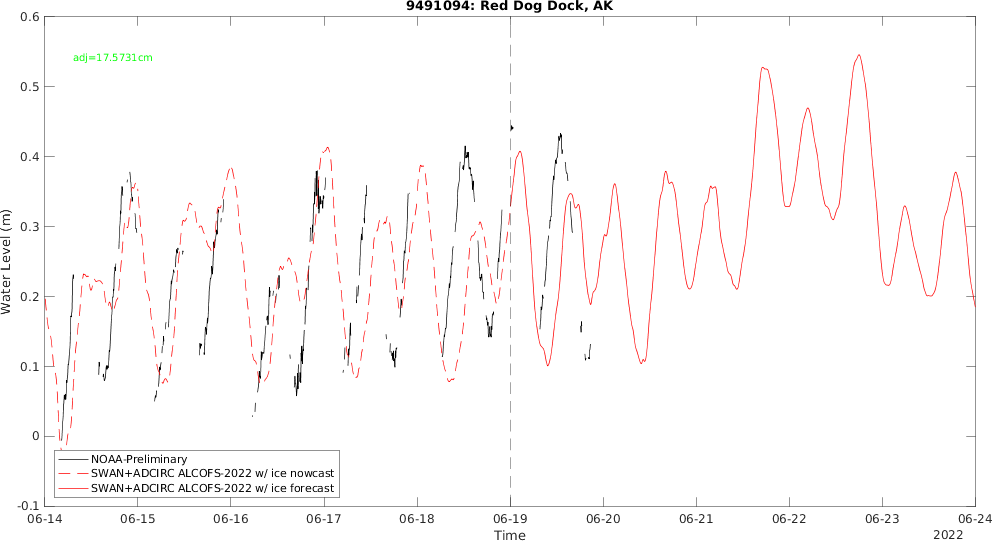 9491094: Red Dog Dock, AK
adj=17.5731cm
0.6
0.5
0.4
0.3
0.2
0.1
0
-0.1
Water Level (m)
NOAA-Preliminary
SWAN+ADCIRC ALCOFS-2022 w/ ice nowcast
SWAN+ADCIRC ALCOFS-2022 w/ ice forecast
06-14 06-15 06-16 06-17 06-18 06-19 06-20 06-21 06-22 06-23 06-24
Time
2022